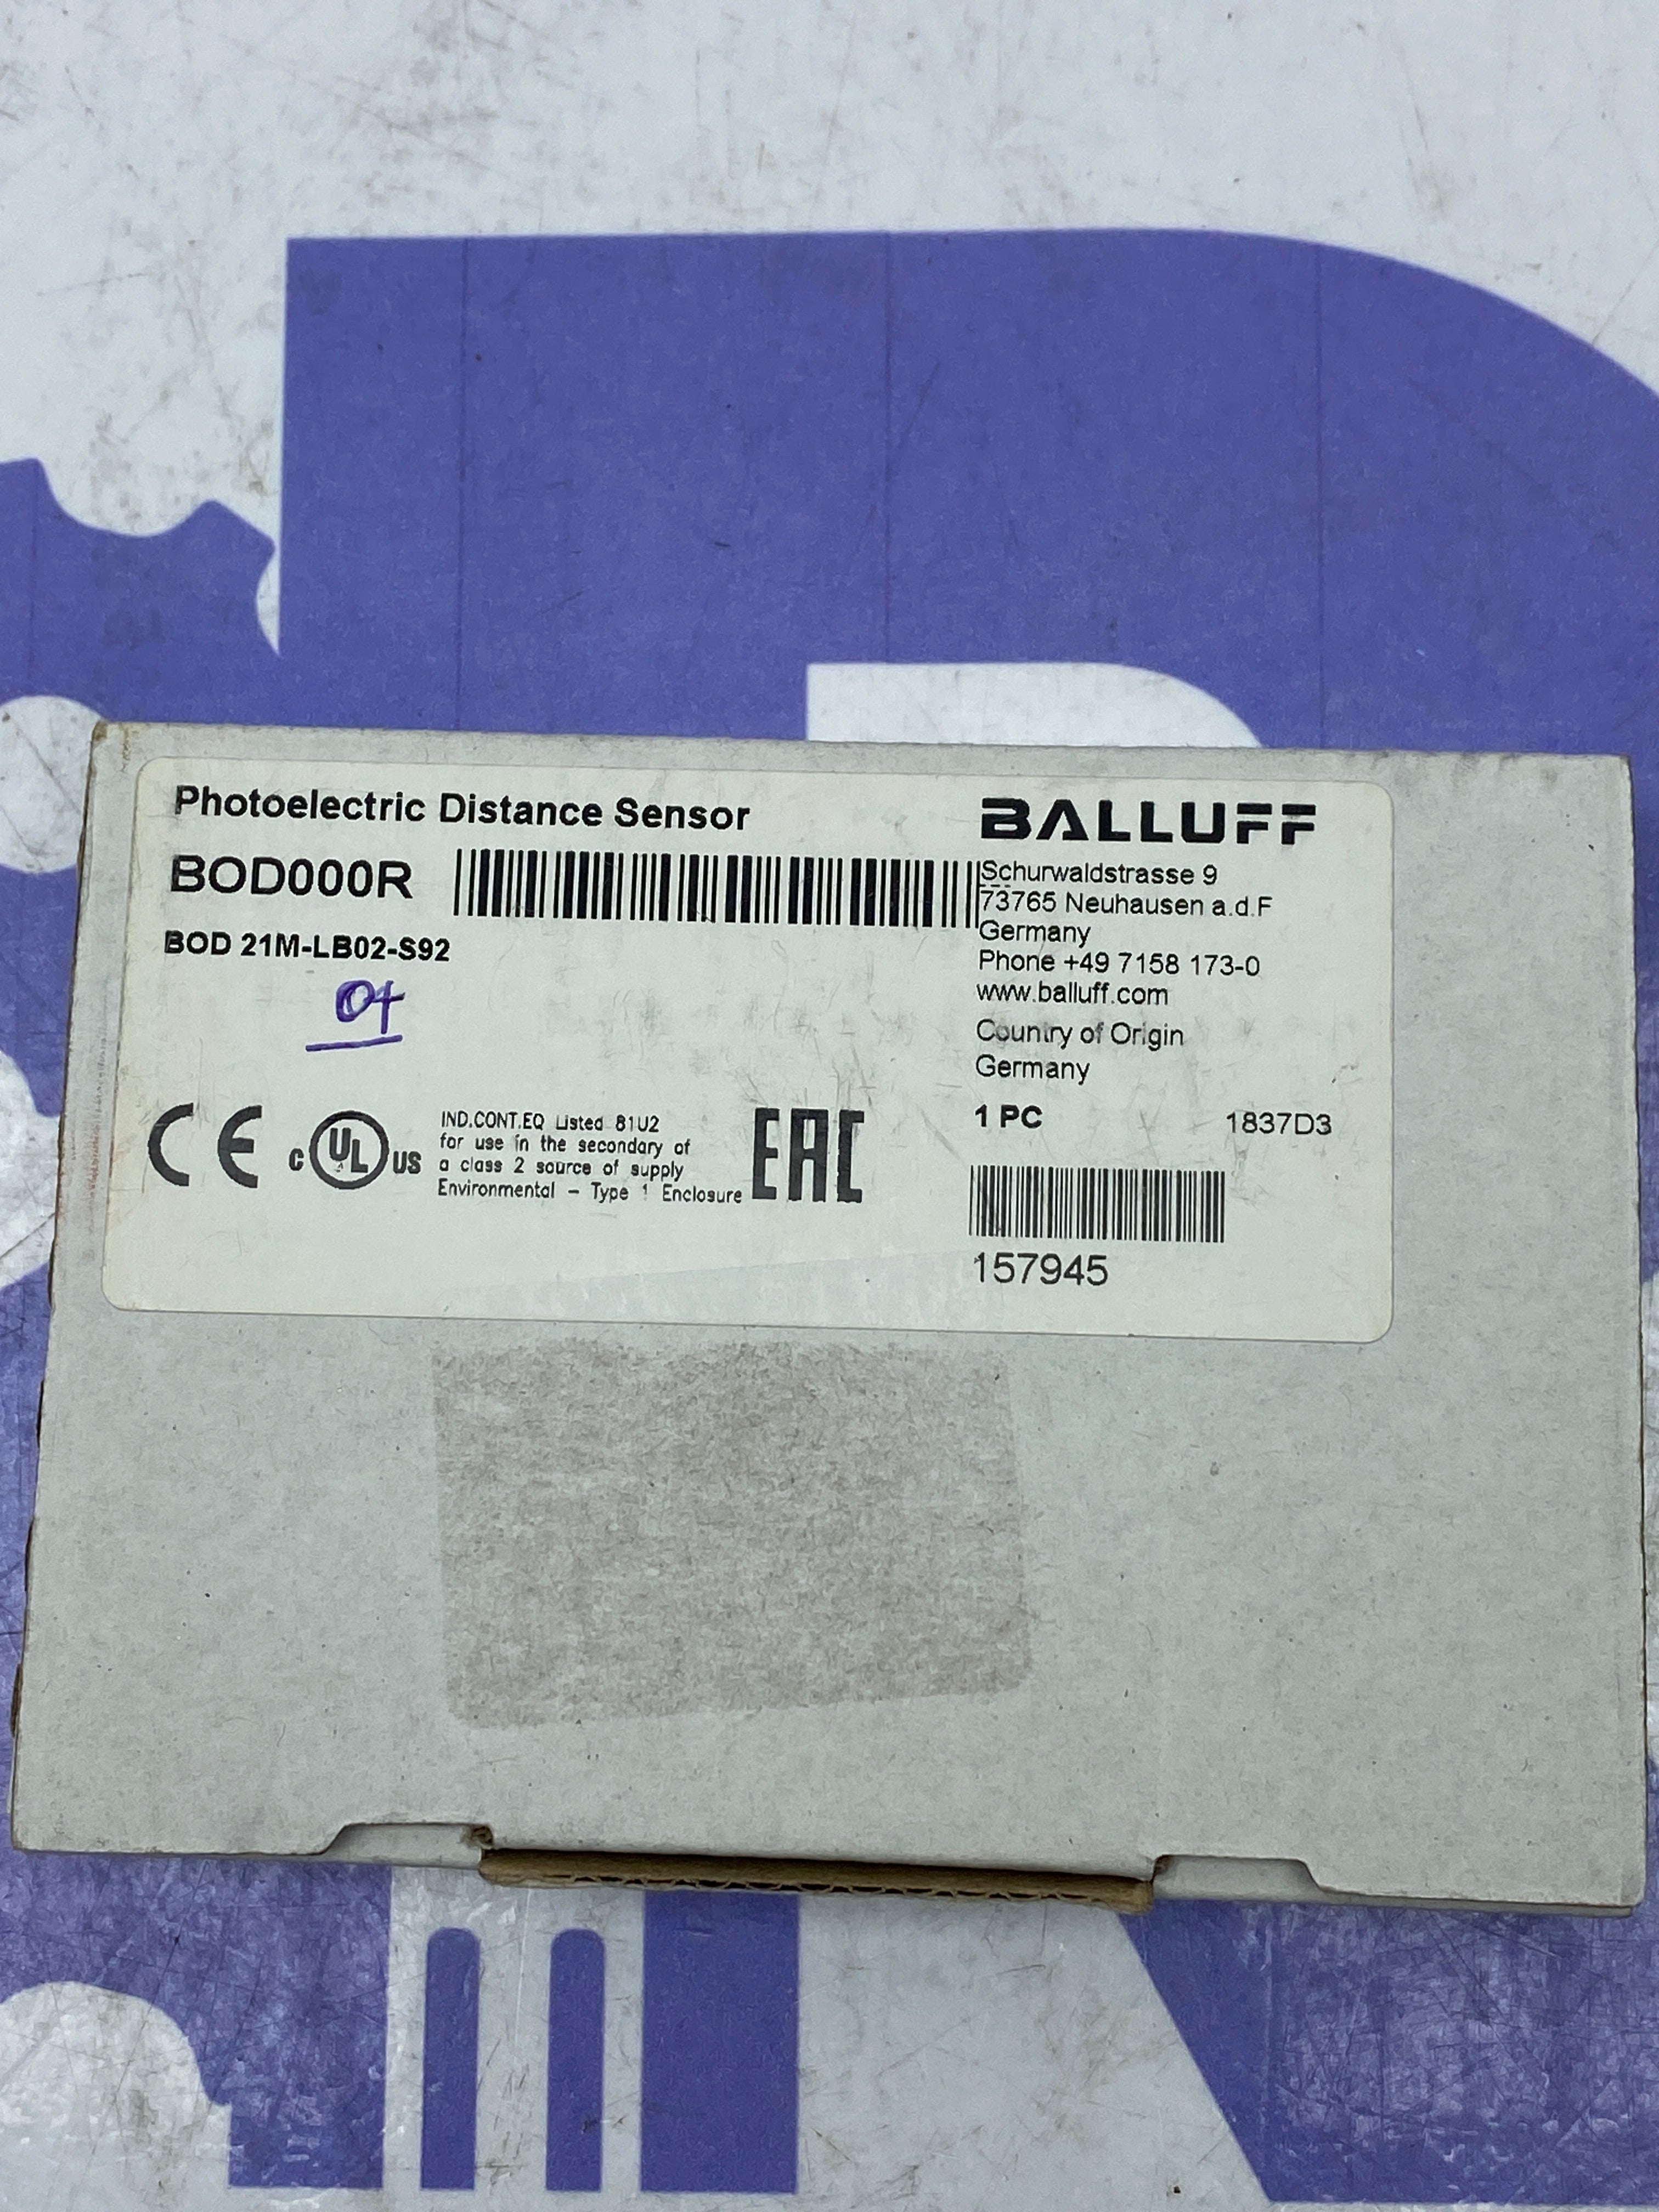 Photoelectric Distance Sensor
BOD000R
BOD 21M-LB02-S92
BALLUFF
Schurwaldstrasse 9
73765 Neuhausen a.d.F
Germany
Phone +49 7158 173-0
www.balluff.com
Country of Origin
Germany
1 PC 1837D3
157945
CE
c UL US
IND.CONT.EQ Listed 81U2
for use in the secondary of
a class 2 source of supply
Environmental - Type 1 Enclosure
EAC